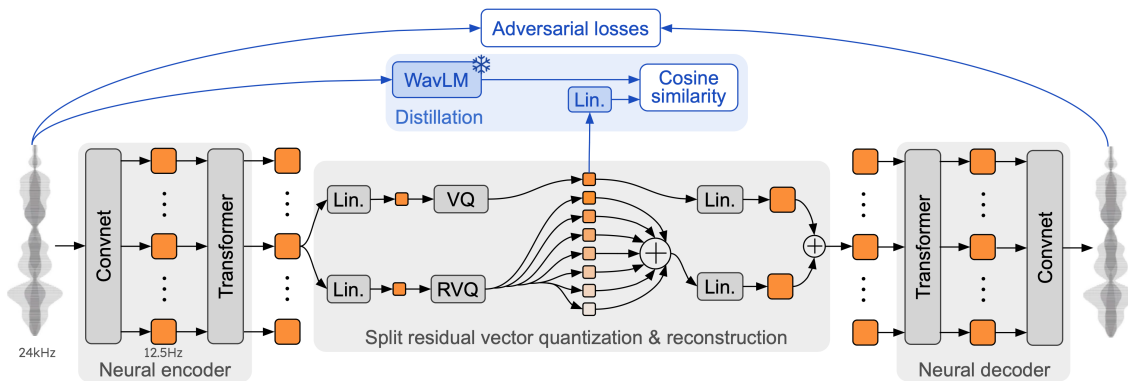 Adversarial losses
WavLM
Cosine
similarity
Lin.
Distillation
Convnet
Transformer
Lin.
VQ
Lin.
Lin.
RVQ
Lin.
Transformer
Convnet
Split residual vector quantization & reconstruction
24kHz
12.5Hz
Neural encoder
Neural decoder